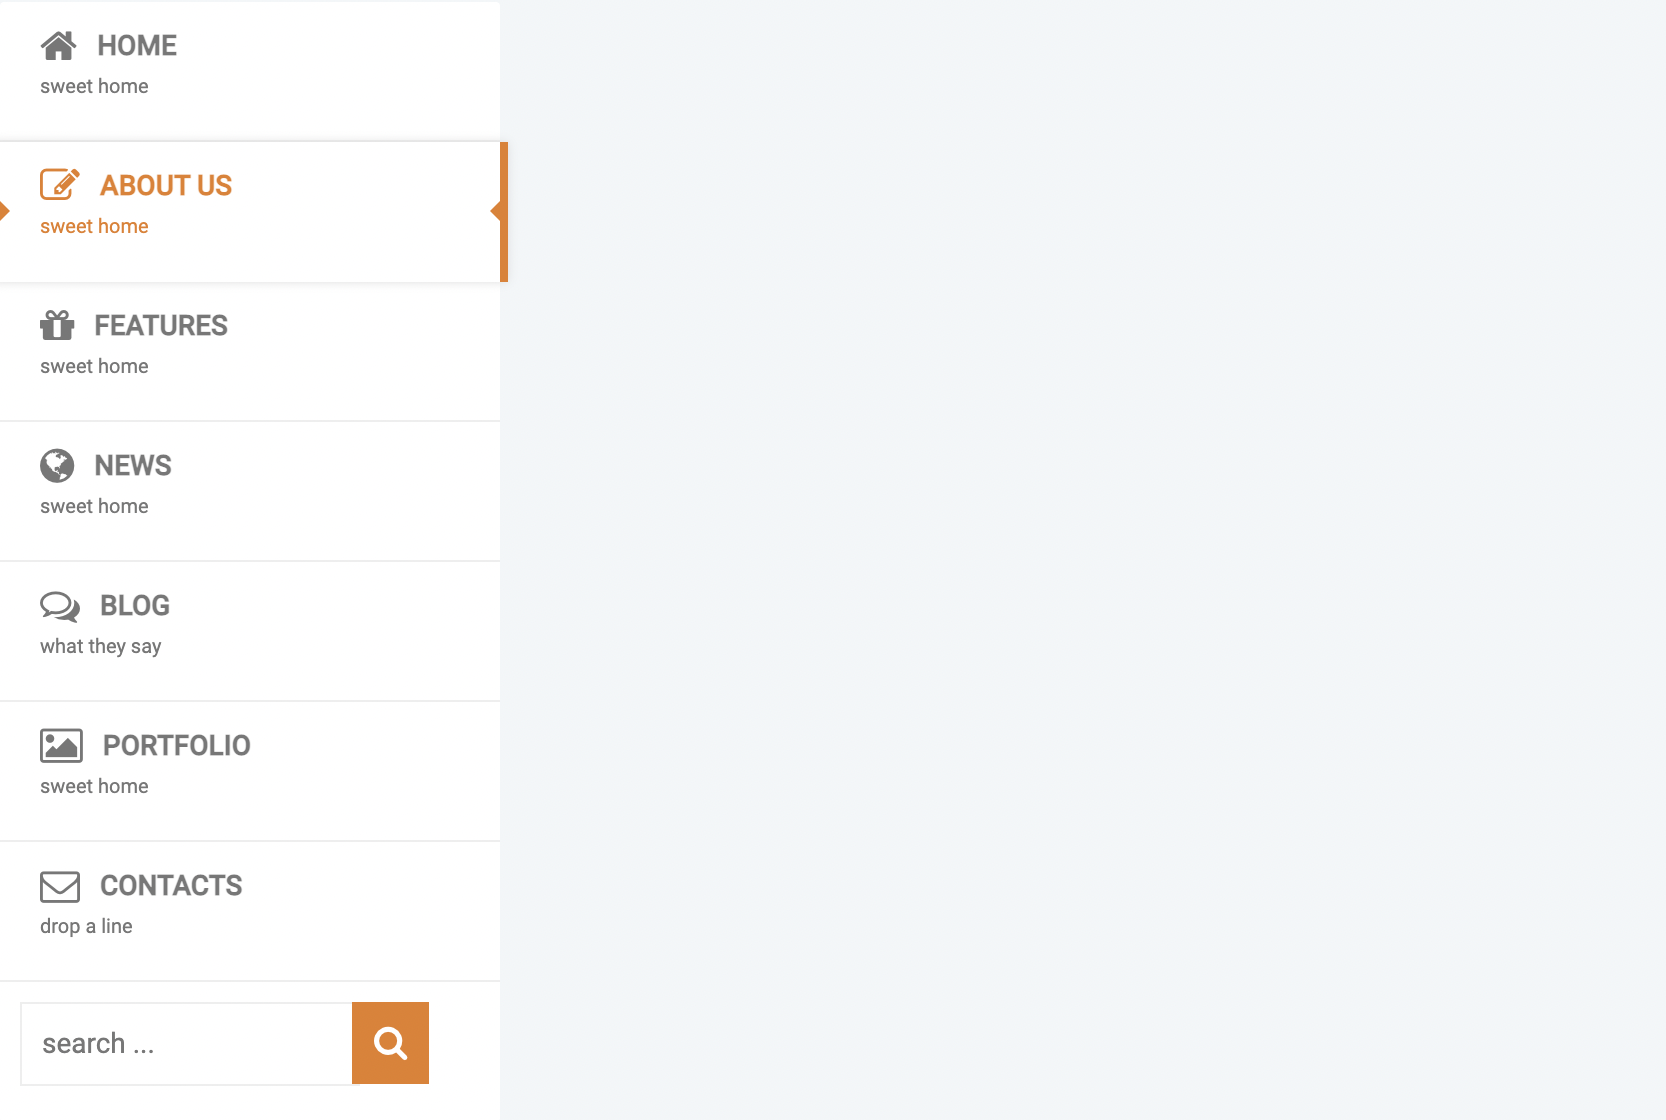 HOME
sweet home
ABOUT US
sweet home
FEATURES
sweet home
NEWS
sweet home
BLOG
what they say
PORTFOLIO
sweet home
CONTACTS
drop a line
search ...